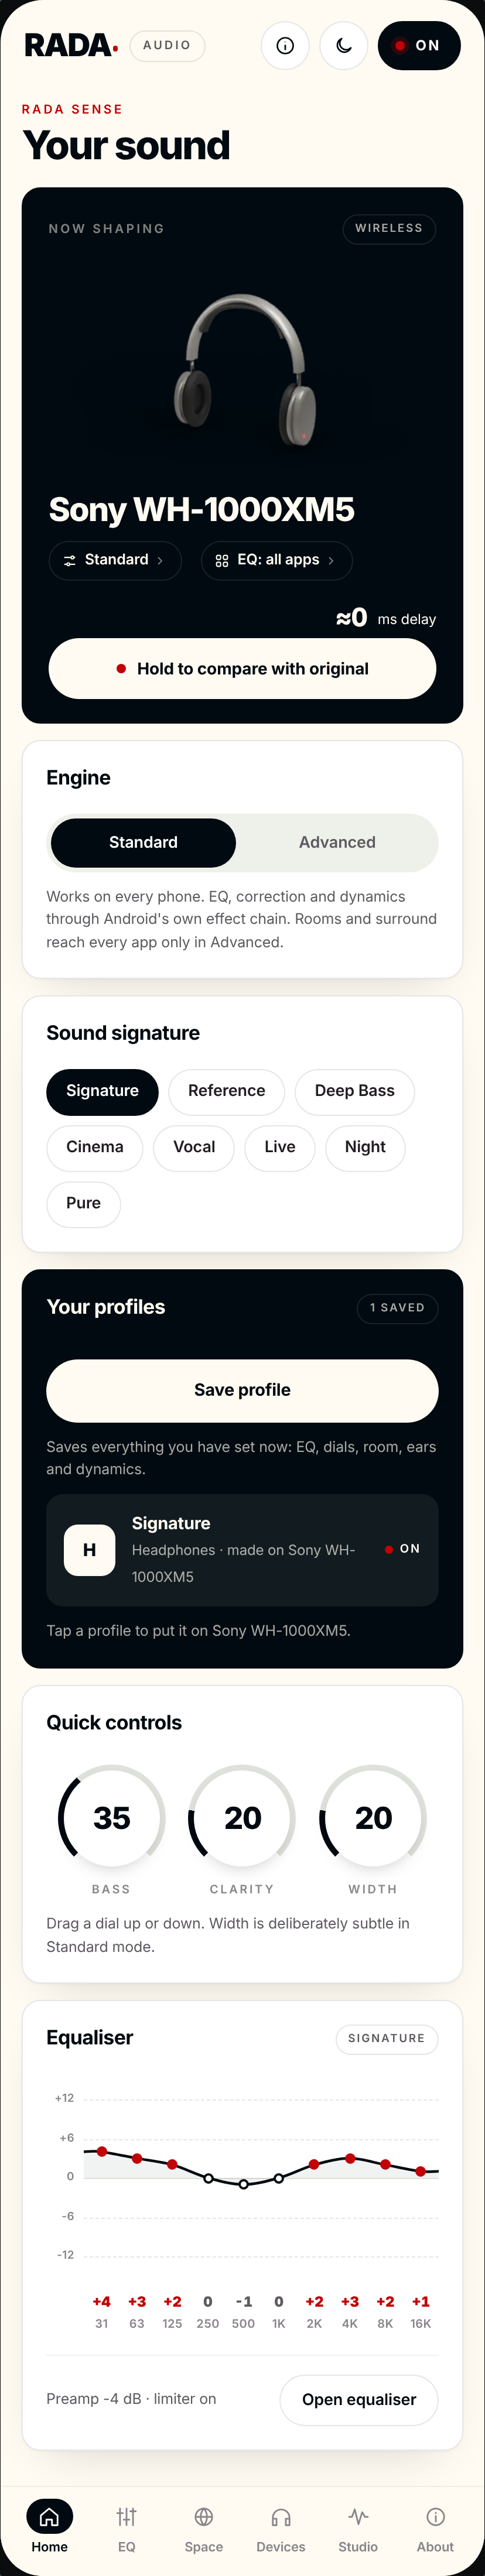 RADA. AUDIO ON
RADA SENSE
Your sound
NOW SHAPING WIRELESS
Sony WH-1000XM5
Standard EQ: all apps
≈0 ms delay
Hold to compare with original
Engine
Standard Advanced
Works on every phone. EQ, correction and dynamics
through Android's own effect chain. Rooms and surround
reach every app only in Advanced.
Sound signature
Signature Reference Deep Bass
Cinema Vocal Live Night
Pure
Your profiles 1 SAVED
Save profile
Saves everything you have set now: EQ, dials, room, ears
and dynamics.
H
Signature
Headphones · made on Sony WH-
1000XM5
ON
Tap a profile to put it on Sony WH-1000XM5.
Quick controls
35 20 20
BASS CLARITY WIDTH
Drag a dial up or down. Width is deliberately subtle in
Standard mode.
Equaliser SIGNATURE
+12
+6
0
-6
-12
+4 +3 +2 0 -1 0 +2 +3 +2 +1
31 63 125 250 500 1K 2K 4K 8K 16K
Preamp -4 dB · limiter on Open equaliser
Home EQ Space Devices Studio About